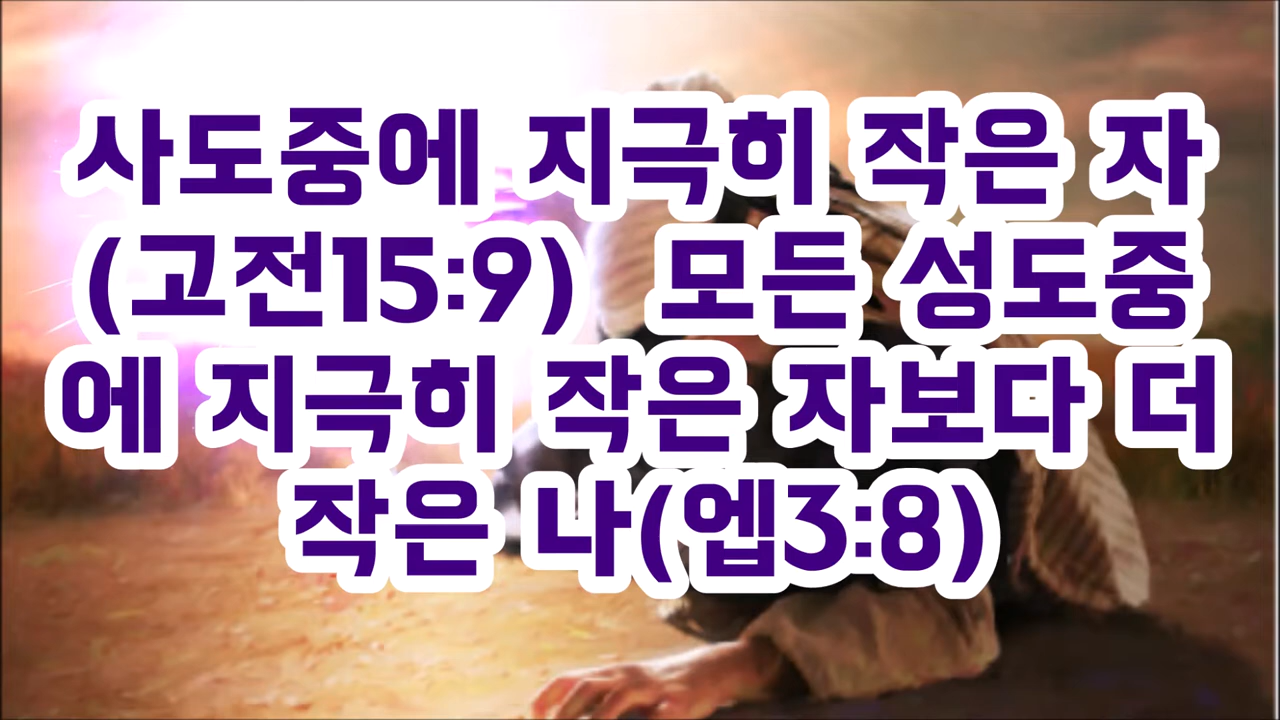 사도중에 지극히 작은 자
(고전15:9) 모든 성도중
에 지극히 작은 자보다 더
작은 나(엡3:8)